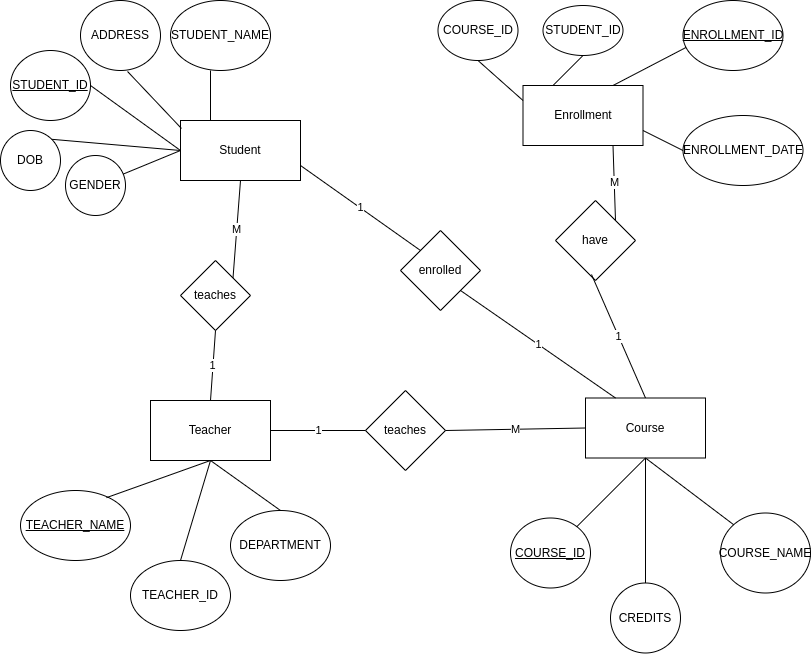 COURSE_ID
STUDENT_ID
ENROLLMENT_ID
ADDRESS
STUDENT_NAME
STUDENT_ID
Enrollment
Student
ENROLLMENT_DATE
DOB
GENDER
M
1
M
have
enrolled
teaches
1
1
1
Teacher
1
teaches
M
Course
TEACHER_NAME
DEPARTMENT
COURSE_ID
COURSE_NAME
TEACHER_ID
CREDITS